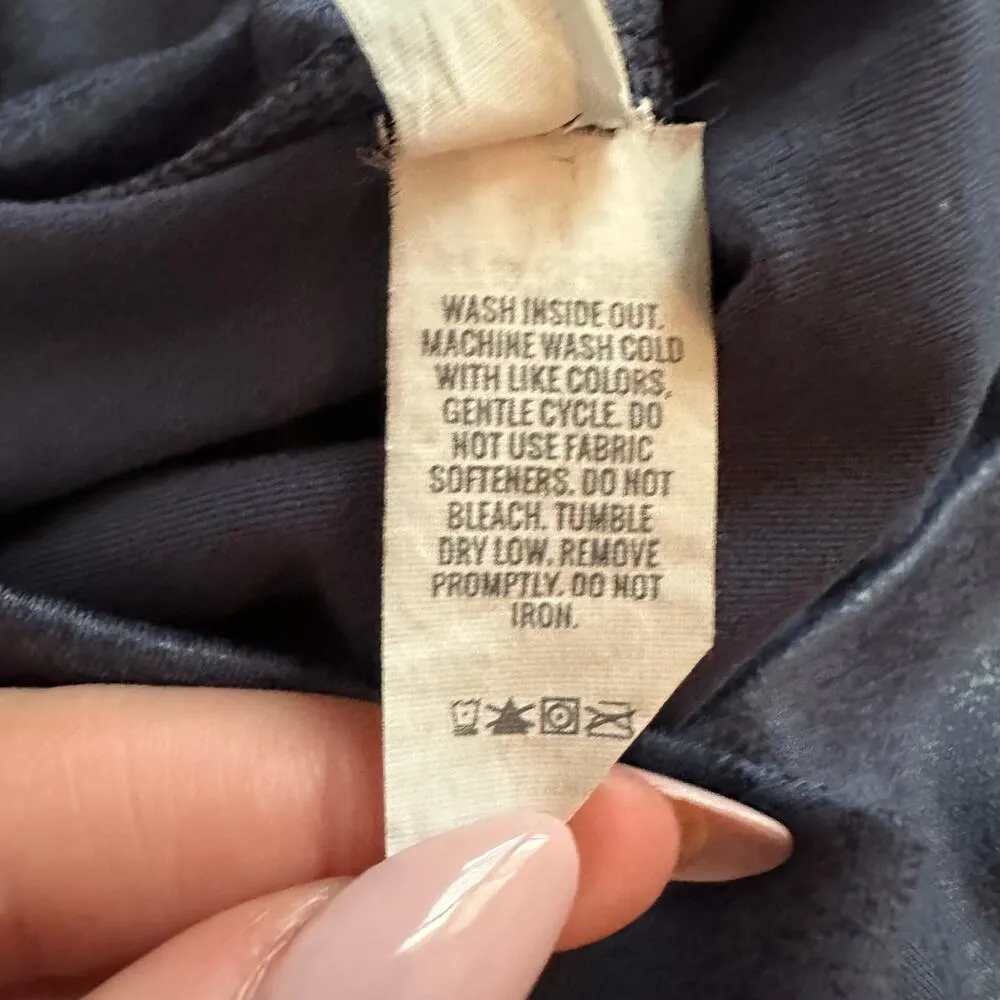 WASH INSIDE OUT.
MACHINE WASH COLD
WITH LIKE COLORS.
GENTLE CYCLE. DO
NOT USE FABRIC
SOFTENERS. DO NOT
BLEACH. TUMBLE
DRY LOW. REMOVE
PROMPTLY. DO NOT
IRON.